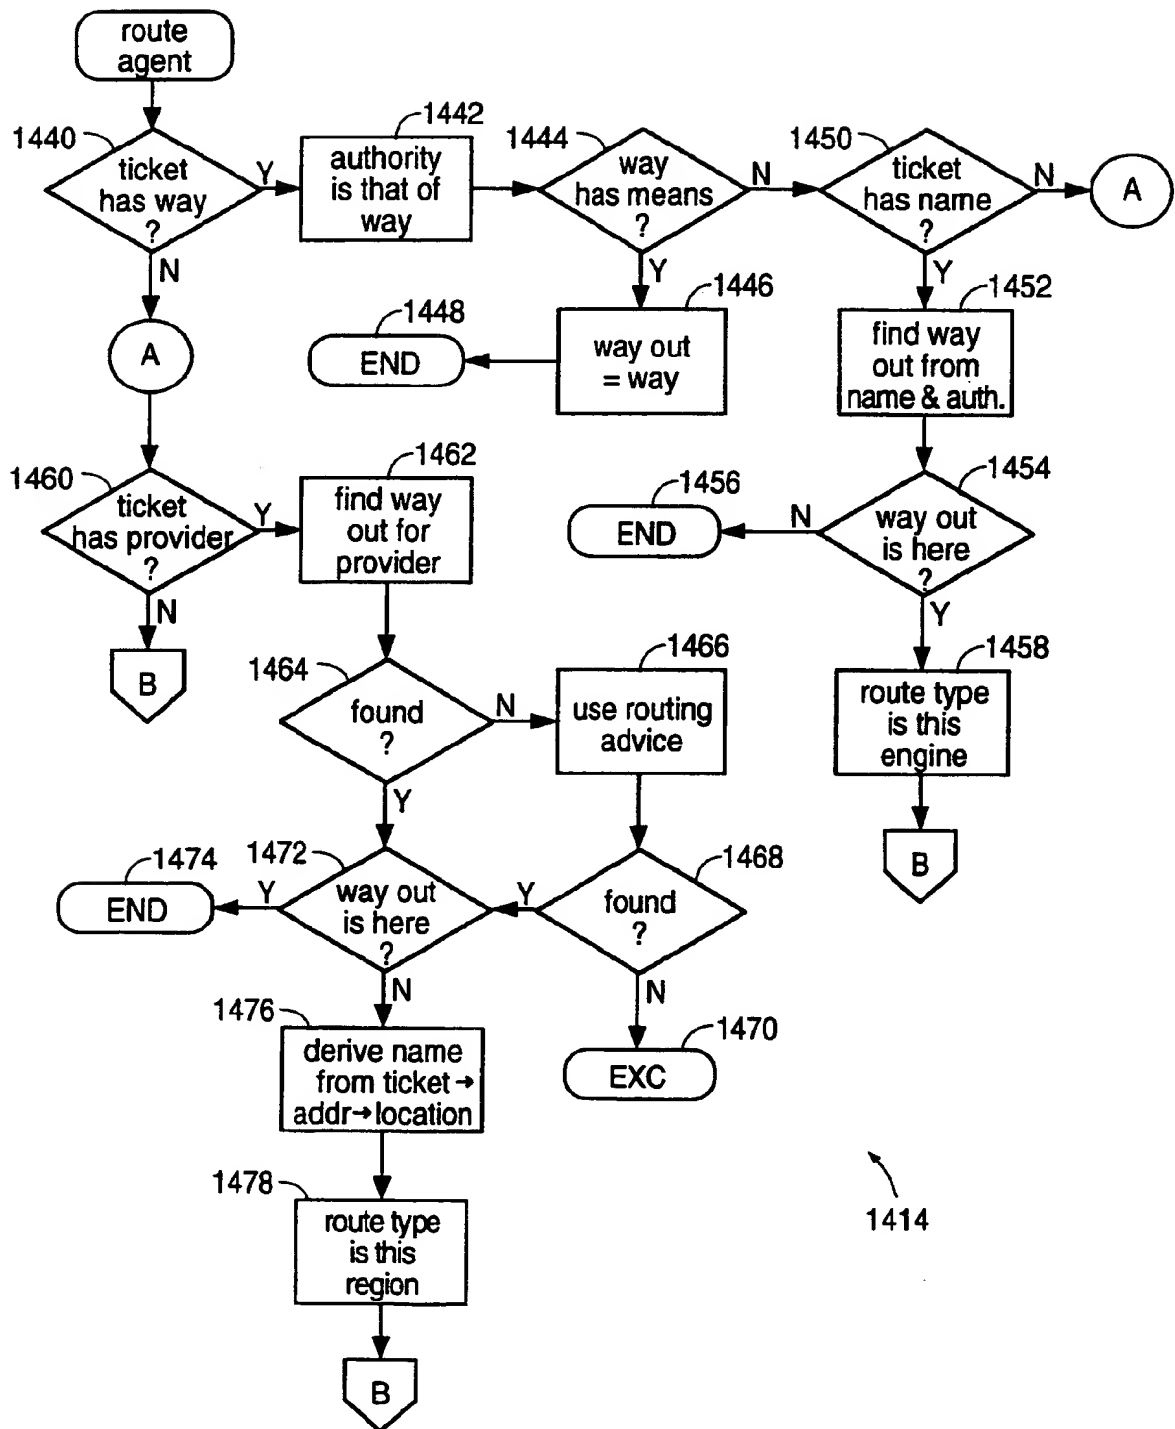 route
agent
1440
ticket
has way
?
Y
N
1442
authority
is that of
way
1444
way
has means
?
N
Y
1450
ticket
has name
?
N
Y
A
1446
way out
= way
1448
END
1452
find way
out from
name & auth.
A
1460
ticket
has provider
?
Y
N
1462
find way
out for
provider
1456
END
N
1454
way out
is here
?
Y
B
1464
found
?
N
Y
1466
use routing
advice
1458
route type
is this
engine
B
1474
END
Y
1472
way out
is here
?
N
Y
1468
found
?
N
1470
EXC
1476
derive name
from ticket→
addr→location
1478
route type
is this
region
B
1414